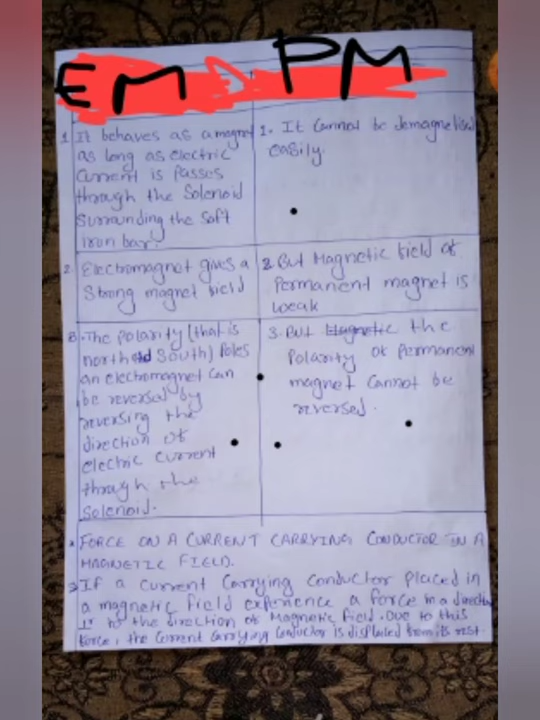 EM > PM
1. It behaves as a magnet
as long as electric
current is passes
through the Solenoid
Surrounding the Soft
iron bar.
1. It Cannot be demagnetised
easily.
2. Electromagnet gives a
Strong magnet field
2. But Magnetic field of
Permanent magnet is
weak
3. The polarity (that is
north South) Poles
an electromagnet can
be reversed by
reversing the
direction of
electric current
through the
Solenoid.
3. But Magnetic the
Polarity of Permanent
magnet Cannot be
reversed.
FORCE ON A CURRENT CARRYING CONDUCTOR IN A
MAGNETIC FIELD.
If a current Carrying conductor placed in
a magnetic field experience a force in a direction
to the direction of Magnetic field. Due to this
force, the Current Carrying Conductor is displaced from its rest.